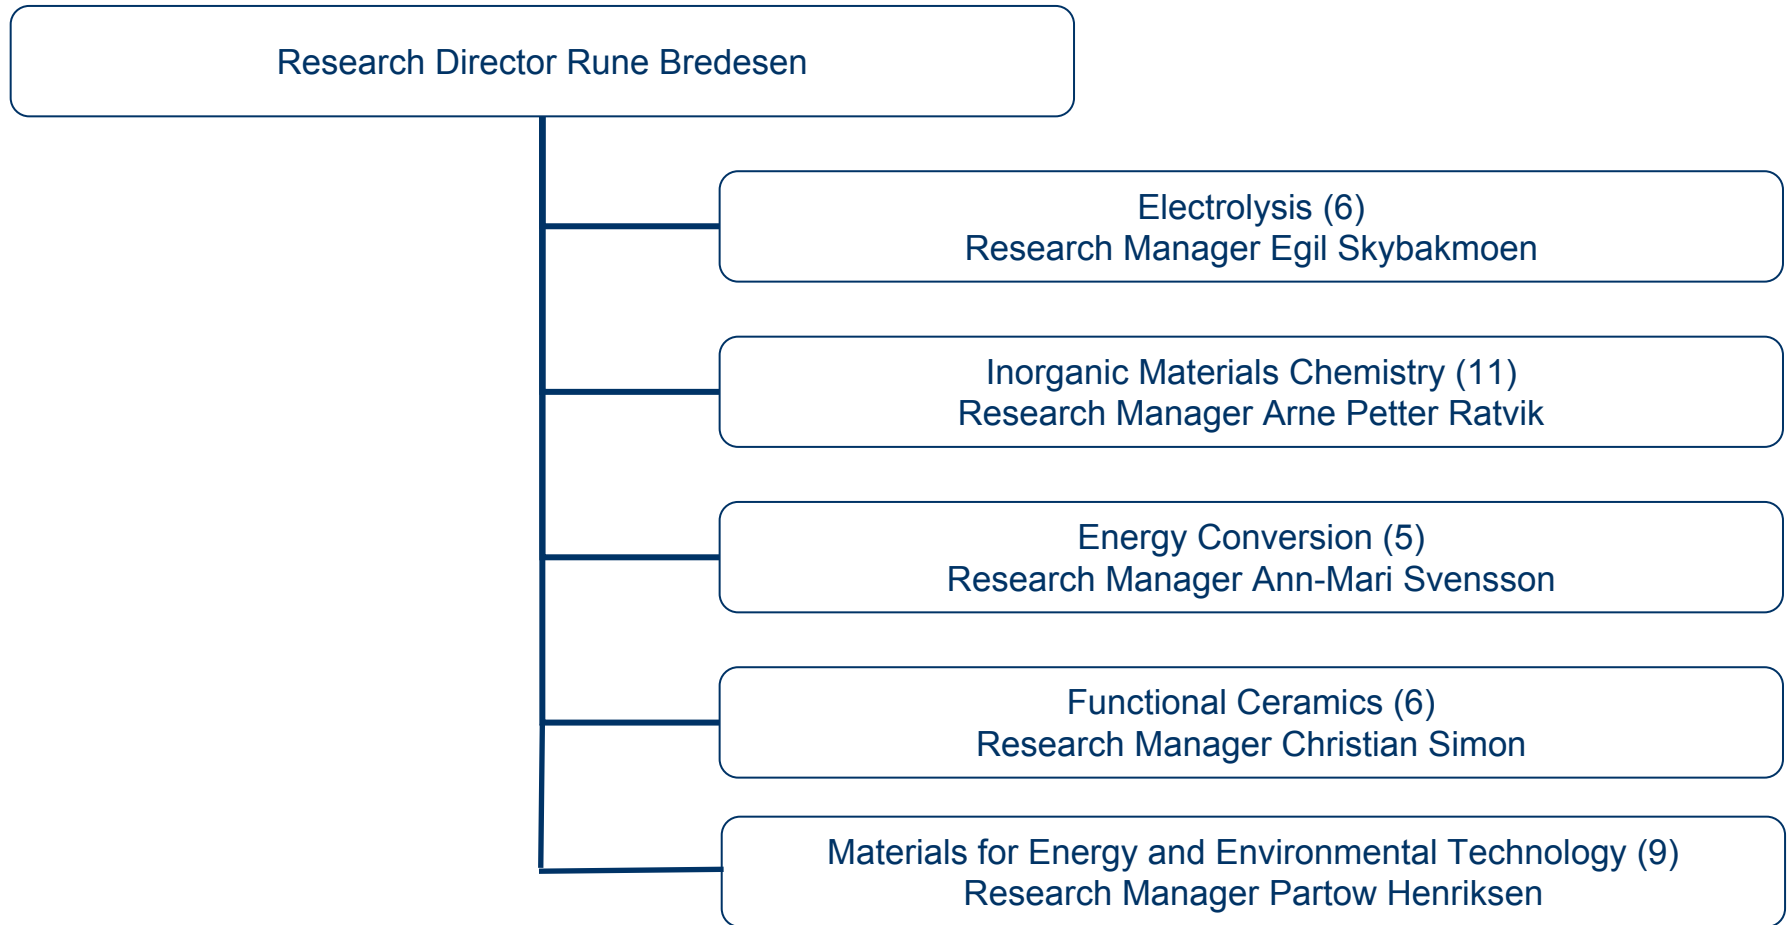 Research Director Rune Bredesen
Electrolysis (6)
Research Manager Egil Skybakmoen
Inorganic Materials Chemistry (11)
Research Manager Arne Petter Ratvik
Energy Conversion (5)
Research Manager Ann-Mari Svensson
Functional Ceramics (6)
Research Manager Christian Simon
Materials for Energy and Environmental Technology (9)
Research Manager Partow Henriksen